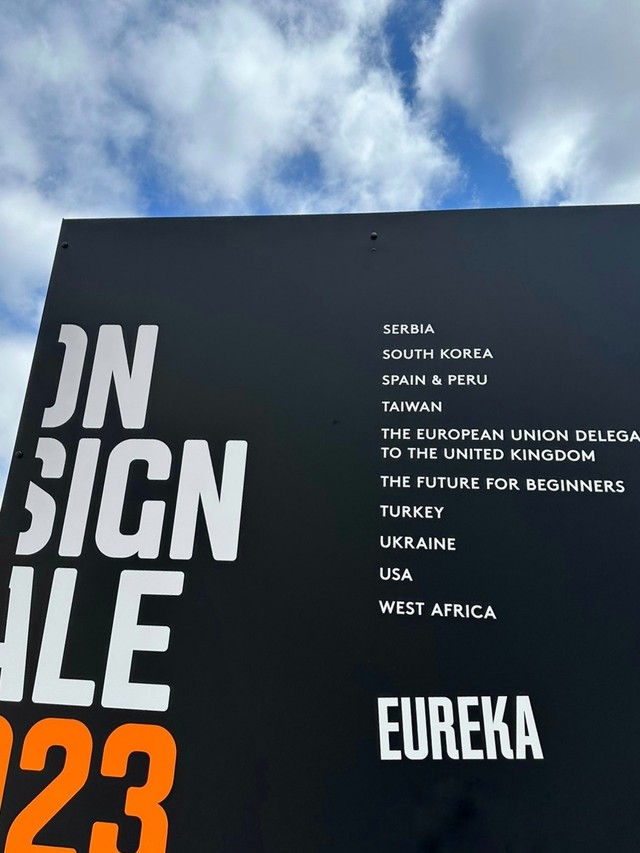 ON
SIGN
ALE
023
SERBIA
SOUTH KOREA
SPAIN & PERU
TAIWAN
THE EUROPEAN UNION DELEGA
TO THE UNITED KINGDOM
THE FUTURE FOR BEGINNERS
TURKEY
UKRAINE
USA
WEST AFRICA
EUREKA